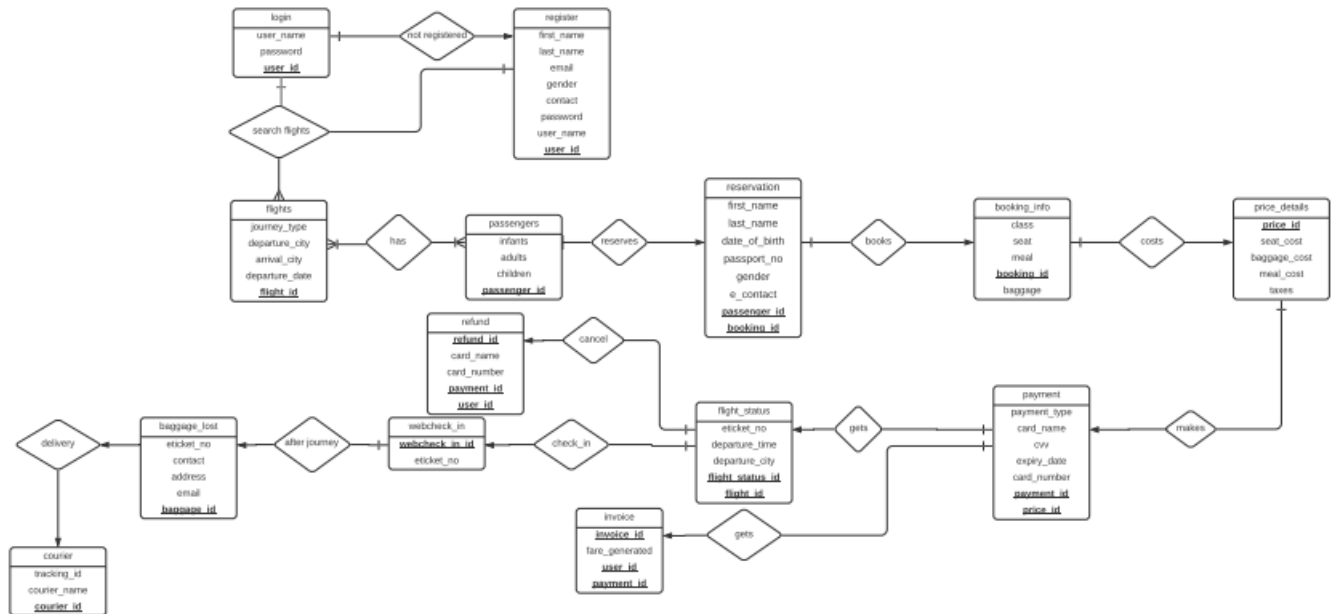 login
user_name
password
user_id
not registered
register
first_name
last_name
email
gender
contact
password
user_name
user_id
search flights
flights
journey_type
departure_city
arrival_city
departure_date
flight_id
has
passengers
infants
adults
children
passenger_id
reserves
reservation
first_name
last_name
date_of_birth
passport_no
gender
e_contact
passenger_id
booking_id
books
booking_info
class
seat
meal
booking_id
baggage
costs
price_details
price_id
seat_cost
baggage_cost
meal_cost
taxes
refund
refund_id
card_name
card_number
payment_id
user_id
cancel
delivery
baggage_lost
eticket_no
contact
address
email
baggage_id
after journey
webcheck_in
webcheck_in_id
eticket_no
check_in
flight_status
eticket_no
departure_time
departure_city
flight_status_id
flight_id
gets
payment
payment_type
card_name
cvv
expiry_date
card_number
payment_id
price_id
makes
invoice
invoice_id
fare_generated
user_id
payment_id
gets
courier
tracking_id
courier_name
courier_id